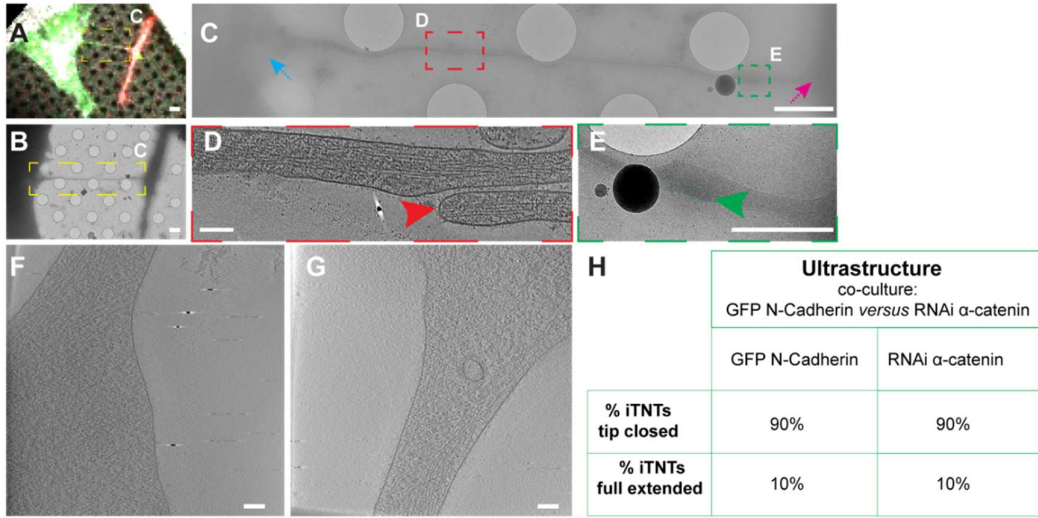 A
C
B
C
C
D
E
D
E
F
G
H
Ultrastructure
co-culture:
GFP N-Cadherin versus RNAi α-catenin
GFP N-Cadherin RNAi α-catenin
% iTNTs
tip closed
90% 90%
% iTNTs
full extended
10% 10%